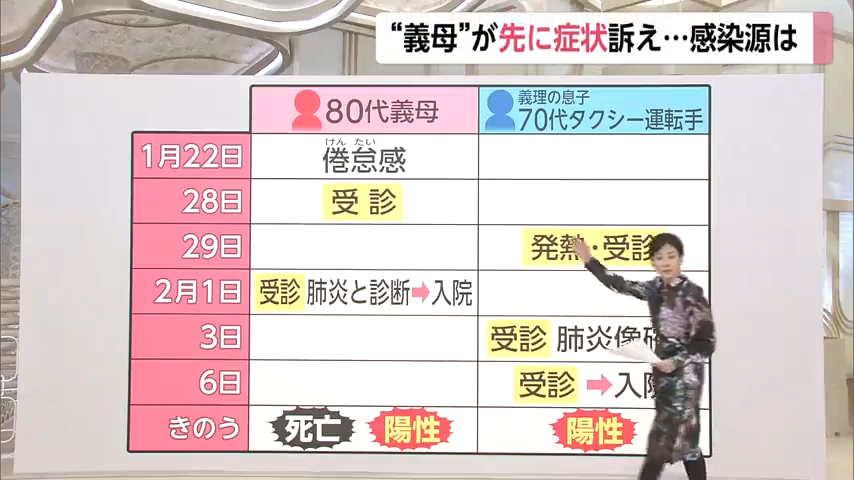 “義母”が先に症状訴え…感染源は
80代義母
義理の息子
70代タクシー運転手
1月22日
けん たい
倦怠感
28日
受診
29日
発熱・受診
2月1日
受診 肺炎と診断➡入院
3日
受診 肺炎像
6日
受診 ➡入院
きのう
死亡 陽性
陽性